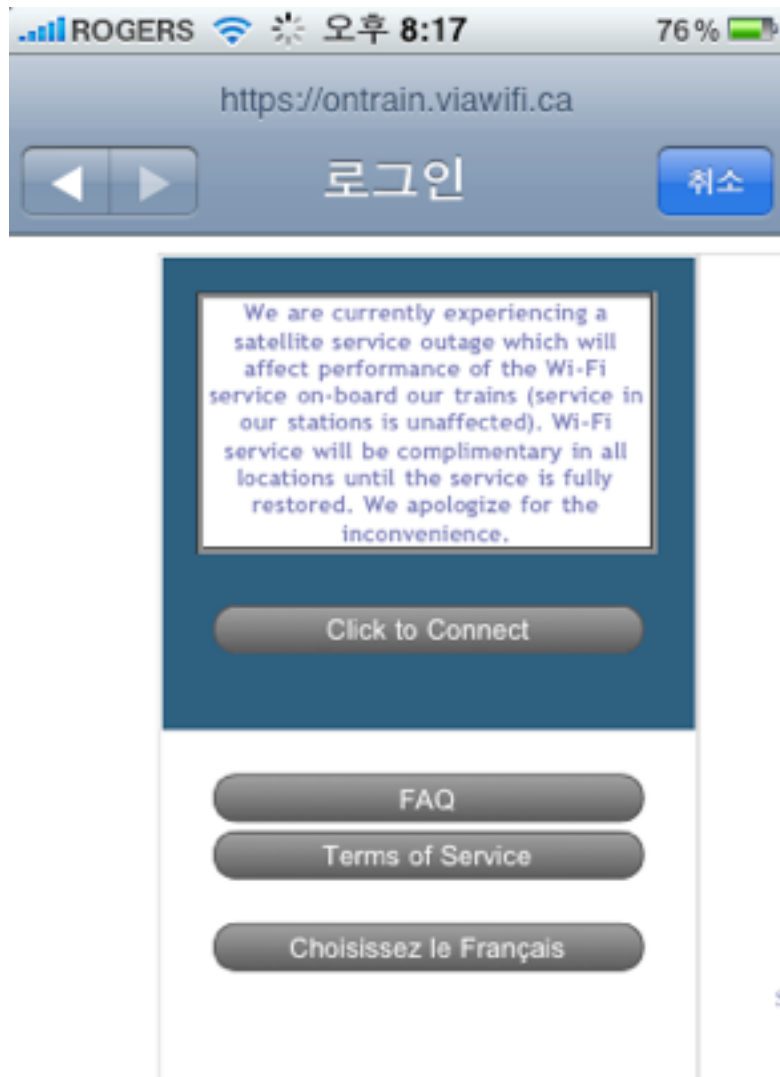 ROGERS 오후 8:17 76%
https://ontrain.viawifi.ca
로그인 취소
We are currently experiencing a
satellite service outage which will
affect performance of the Wi-Fi
service on-board our trains (service in
our stations is unaffected). Wi-Fi
service will be complimentary in all
locations until the service is fully
restored. We apologize for the
inconvenience.
Click to Connect
FAQ
Terms of Service
Choisissez le Français